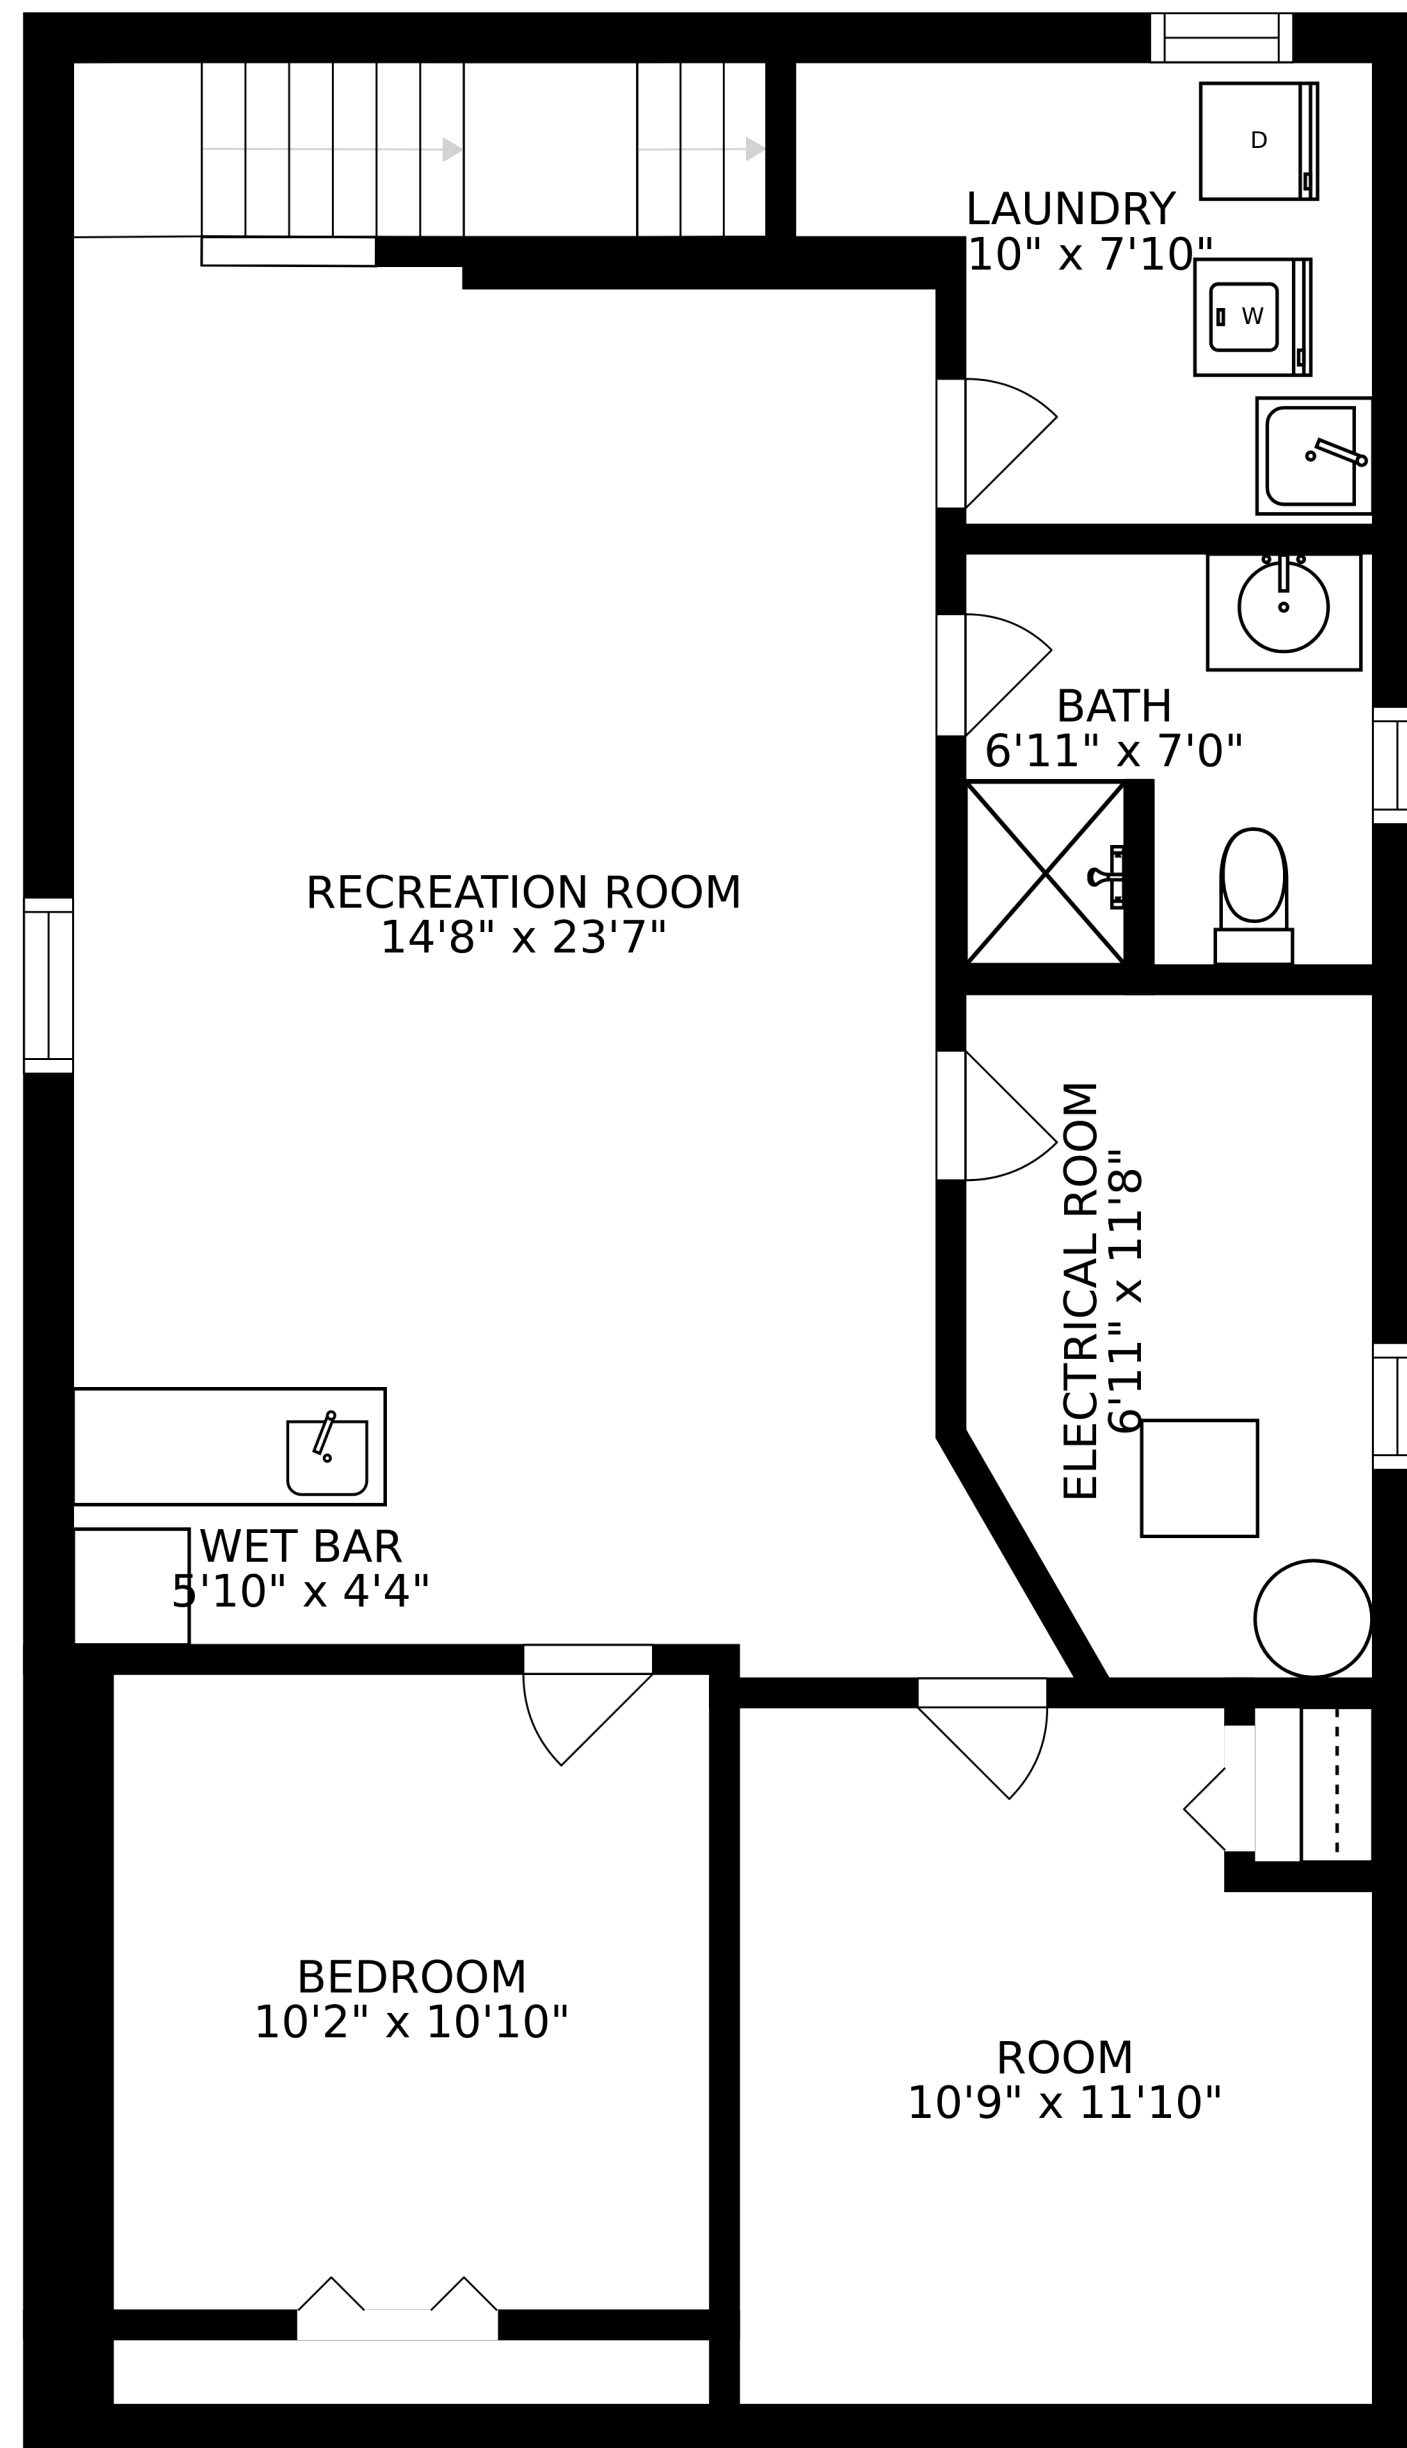 D
LAUNDRY
10" x 7'10"
W
BATH
6'11" x 7'0"
RECREATION ROOM
14'8" x 23'7"
ELECTRICAL ROOM
6'11" x 11'8"
WET BAR
5'10" x 4'4"
BEDROOM
10'2" x 10'10"
ROOM
10'9" x 11'10"